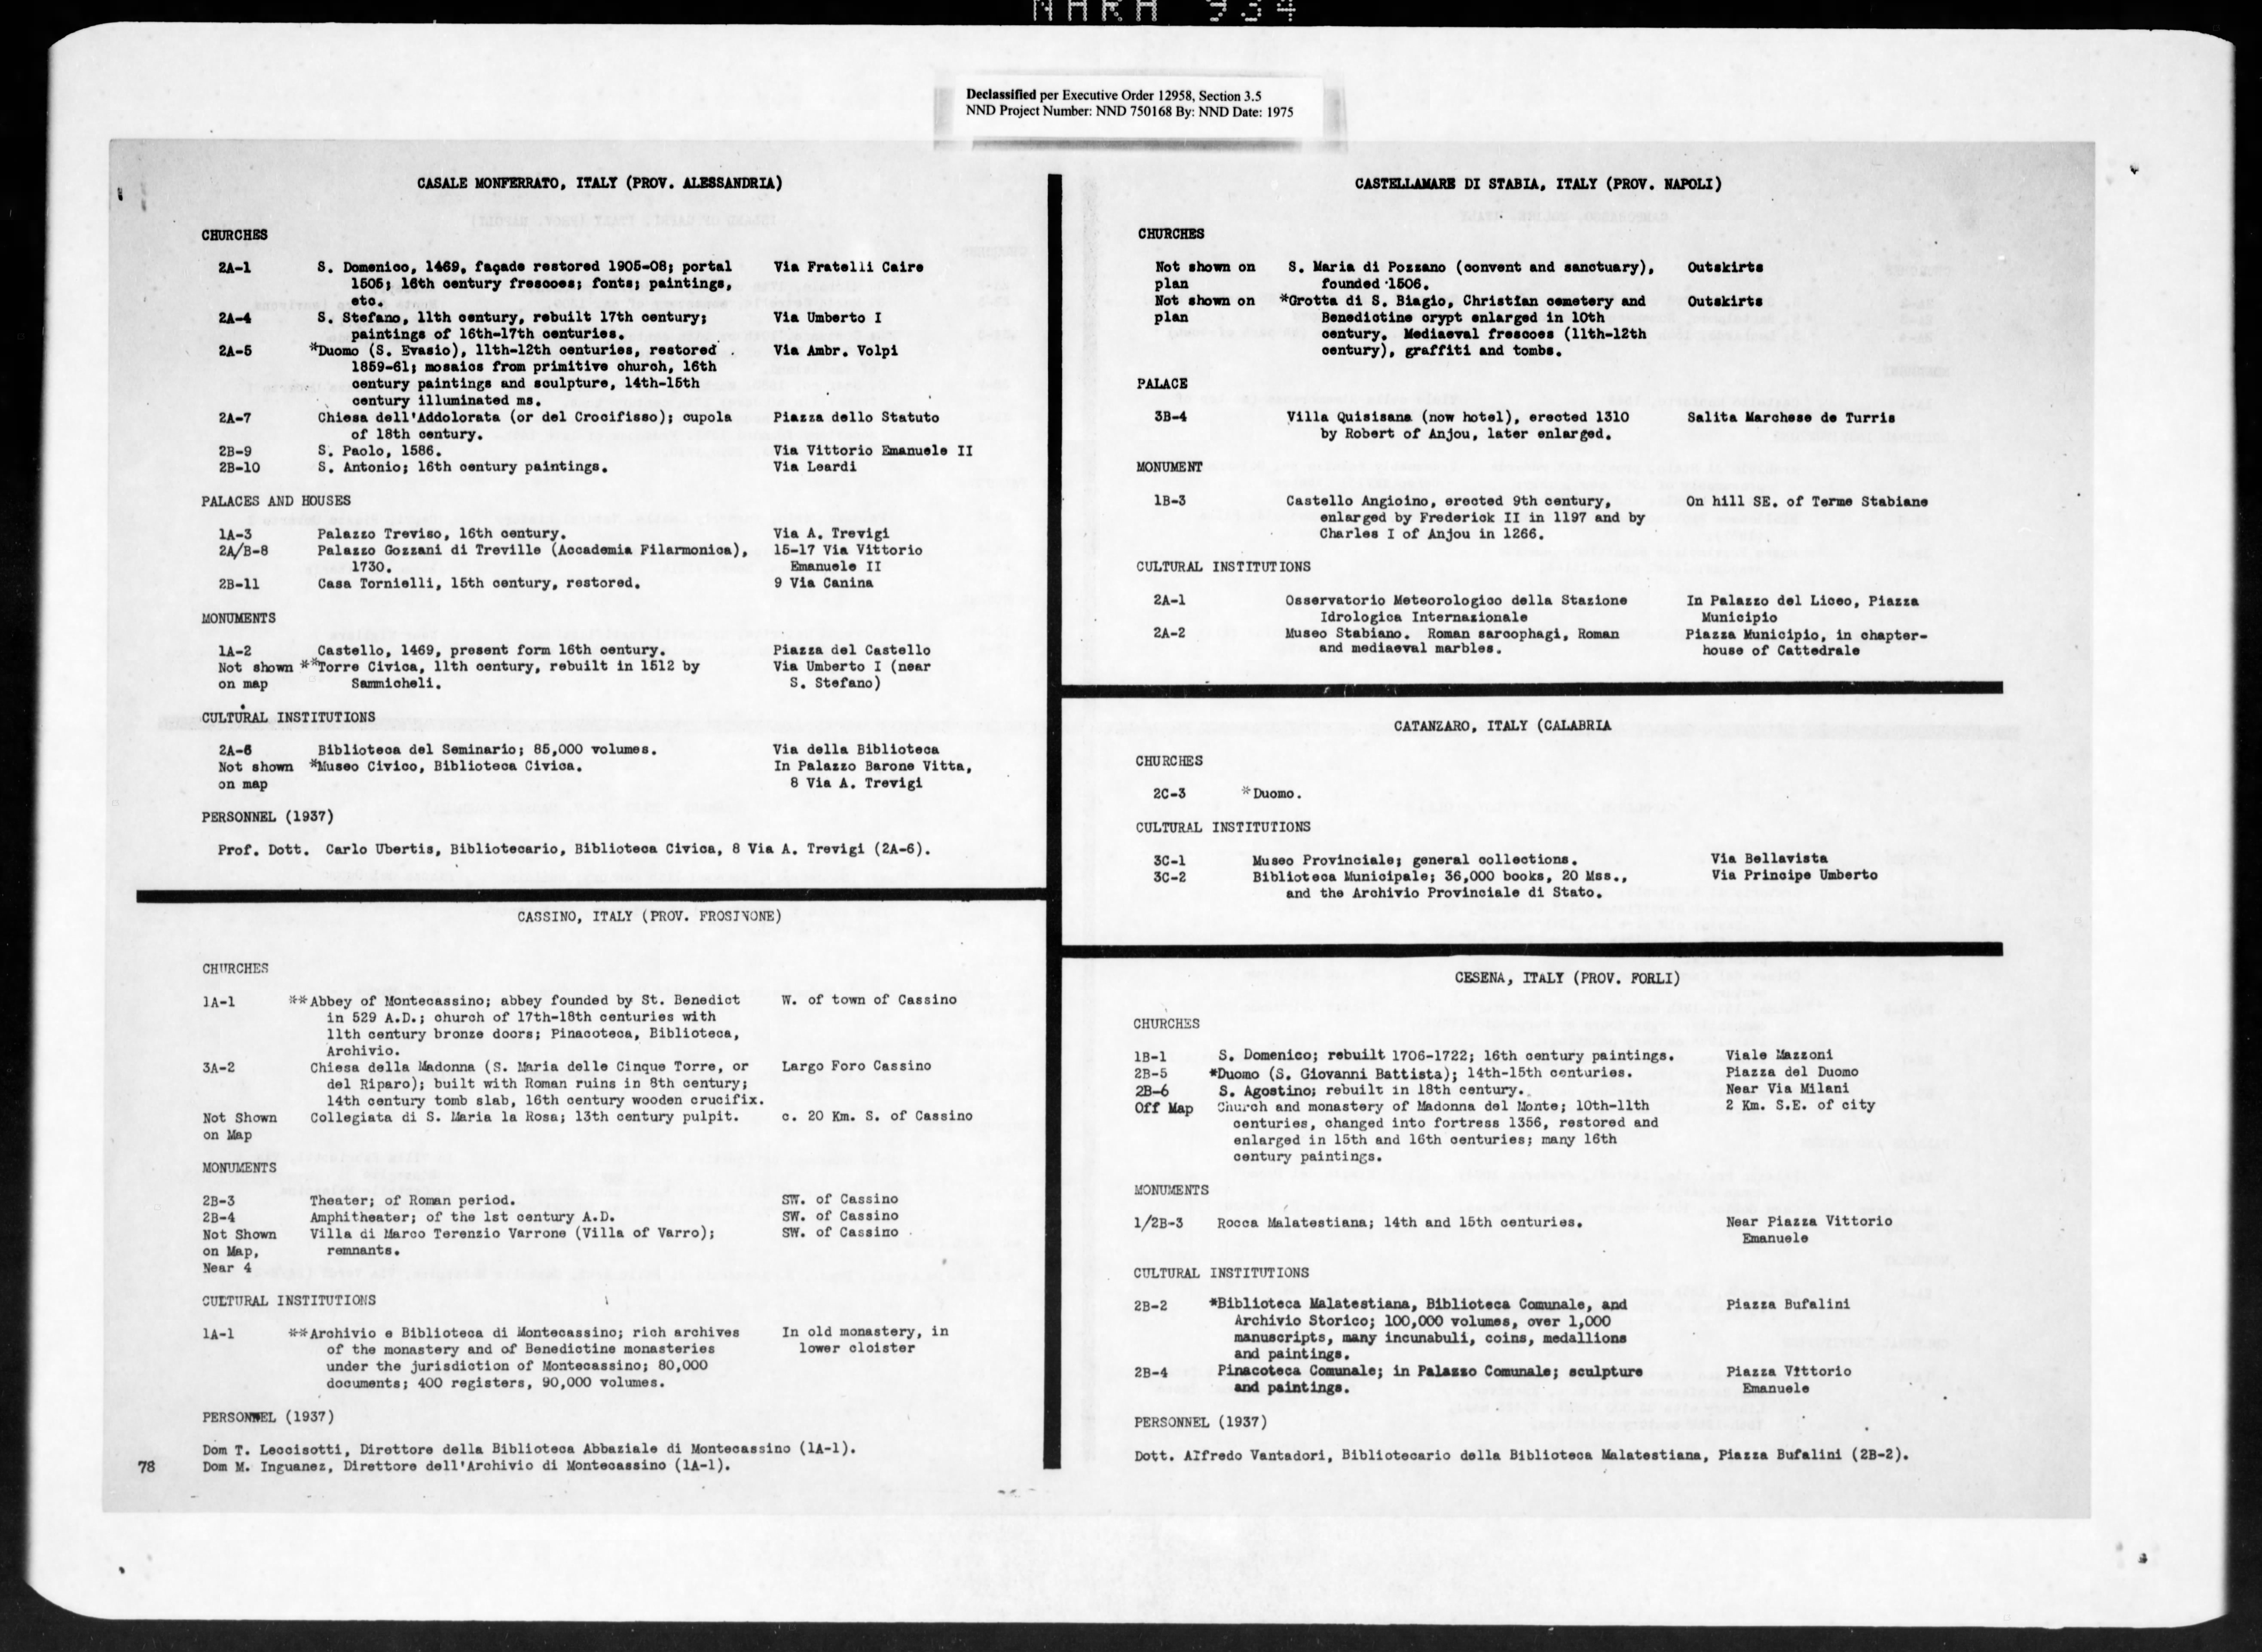 NARA 934
Declassified per Executive Order 12958, Section 3.5
NND Project Number: NND 750168 By: NND Date: 1975
CASALE MONFERRATO, ITALY (PROV. ALESSANDRIA)
CHURCHES
2A-1 S. Domenico, 1469, façade restored 1905-08; portal Via Fratelli Caire
1505; 16th century frescoes; fonts; paintings,
etc.
2A-4 S. Stefano, 11th century, rebuilt 17th century; Via Umberto I
paintings of 16th-17th centuries.
2A-5 *Duomo (S. Evasio), 11th-12th centuries, restored Via Ambr. Volpi
1859-61; mosaics from primitive church, 16th
century paintings and sculpture, 14th-15th
century illuminated ms.
2A-7 Chiesa dell'Addolorata (or del Crocifisso); cupola Piazza dello Statuto
of 18th century.
2B-9 S. Paolo, 1586. Via Vittorio Emanuele II
2B-10 S. Antonio; 16th century paintings. Via Leardi
PALACES AND HOUSES
1A-3 Palazzo Treviso, 16th century. Via A. Trevigi
2A/B-8 Palazzo Gozzani di Treville (Accademia Filarmonica), 15-17 Via Vittorio
1730. Emanuele II
2B-11 Casa Tornielli, 15th century, restored. 9 Via Canina
MONUMENTS
1A-2 Castello, 1469, present form 16th century. Piazza del Castello
Not shown **Torre Civica, 11th century, rebuilt in 1512 by Via Umberto I (near
on map Sammicheli. S. Stefano)
CULTURAL INSTITUTIONS
2A-6 Biblioteca del Seminario; 85,000 volumes. Via della Biblioteca
Not shown *Museo Civico, Biblioteca Civica. In Palazzo Barone Vitta,
on map 8 Via A. Trevigi
PERSONNEL (1937)
Prof. Dott. Carlo Ubertis, Bibliotecario, Biblioteca Civica, 8 Via A. Trevigi (2A-6).
CASSINO, ITALY (PROV. FROSINONE)
CHURCHES
1A-1 **Abbey of Montecassino; abbey founded by St. Benedict W. of town of Cassino
in 529 A.D.; church of 17th-18th centuries with
11th century bronze doors; Pinacoteca, Biblioteca,
Archivio.
3A-2 Chiesa della Madonna (S. Maria delle Cinque Torre, or Largo Foro Cassino
del Riparo); built with Roman ruins in 8th century;
14th century tomb slab, 16th century wooden crucifix.
Not Shown Collegiata di S. Maria la Rosa; 13th century pulpit. c. 20 Km. S. of Cassino
on Map
MONUMENTS
2B-3 Theater; of Roman period. SW. of Cassino
2B-4 Amphitheater; of the 1st century A.D. SW. of Cassino
Not Shown Villa di Marco Terenzio Varrone (Villa of Varro); SW. of Cassino
on Map, remnants.
Near 4
CULTURAL INSTITUTIONS
1A-1 **Archivio e Biblioteca di Montecassino; rich archives In old monastery, in
of the monastery and of Benedictine monasteries lower cloister
under the jurisdiction of Montecassino; 80,000
documents; 400 registers, 90,000 volumes.
PERSONNEL (1937)
Dom T. Leccisotti, Direttore della Biblioteca Abbaziale di Montecassino (1A-1).
78 Dom M. Inguanez, Direttore dell'Archivio di Montecassino (1A-1).
CASTELLAMARE DI STABIA, ITALY (PROV. NAPOLI)
CHURCHES
Not shown on S. Maria di Pozzano (convent and sanctuary), Outskirts
plan founded 1506.
Not shown on *Grotta di S. Biagio, Christian cemetery and Outskirts
plan Benedictine crypt enlarged in 10th
century. Mediaeval frescoes (11th-12th
century), graffiti and tombs.
PALACE
3B-4 Villa Quisisana (now hotel), erected 1310 Salita Marchese de Turris
by Robert of Anjou, later enlarged.
MONUMENT
1B-3 Castello Angioino, erected 9th century, On hill SE. of Terme Stabiane
enlarged by Frederick II in 1197 and by
Charles I of Anjou in 1266.
CULTURAL INSTITUTIONS
2A-1 Osservatorio Meteorologico della Stazione In Palazzo del Liceo, Piazza
Idrologica Internazionale Municipio
2A-2 Museo Stabiano. Roman sarcophagi, Roman Piazza Municipio, in chapter-
and mediaeval marbles. house of Cattedrale
CATANZARO, ITALY (CALABRIA
CHURCHES
2C-3 *Duomo.
CULTURAL INSTITUTIONS
3C-1 Museo Provinciale; general collections. Via Bellavista
3C-2 Biblioteca Municipale; 36,000 books, 20 Mss., Via Principe Umberto
and the Archivio Provinciale di Stato.
CESENA, ITALY (PROV. FORLI)
CHURCHES
1B-1 S. Domenico; rebuilt 1706-1722; 16th century paintings. Viale Mazzoni
2B-5 *Duomo (S. Giovanni Battista); 14th-15th centuries. Piazza del Duomo
2B-6 S. Agostino; rebuilt in 18th century. Near Via Milani
Off Map Church and monastery of Madonna del Monte; 10th-11th 2 Km. S.E. of city
centuries, changed into fortress 1356, restored and
enlarged in 15th and 16th centuries; many 16th
century paintings.
MONUMENTS
1/2B-3 Rocca Malatestiana; 14th and 15th centuries. Near Piazza Vittorio
Emanuele
CULTURAL INSTITUTIONS
2B-2 *Biblioteca Malatestiana, Biblioteca Comunale, and Piazza Bufalini
Archivio Storico; 100,000 volumes, over 1,000
manuscripts, many incunabuli, coins, medallions
and paintings.
2B-4 Pinacoteca Comunale; in Palazzo Comunale; sculpture Piazza Vittorio
and paintings. Emanuele
PERSONNEL (1937)
Dott. Alfredo Vantadori, Bibliotecario della Biblioteca Malatestiana, Piazza Bufalini (2B-2).